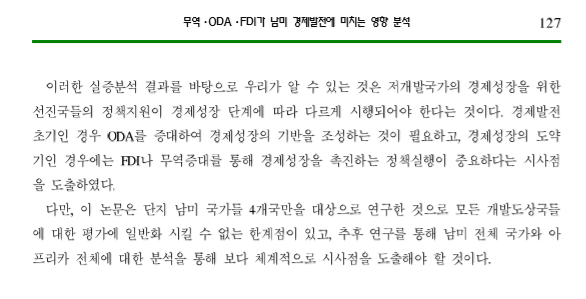 무역·ODA·FDI가 남미 경제발전에 미치는 영향 분석 127
이러한 실증분석 결과를 바탕으로 우리가 알 수 있는 것은 저개발국가의 경제성장을 위한
선진국들의 정책지원이 경제성장 단계에 따라 다르게 시행되어야 한다는 것이다. 경제발전
초기인 경우 ODA를 증대하여 경제성장의 기반을 조성하는 것이 필요하고, 경제성장의 도약
기인 경우에는 FDI나 무역증대를 통해 경제성장을 촉진하는 정책실행이 중요하다는 시사점
을 도출하였다.
다만, 이 논문은 단지 남미 국가들 4개국만을 대상으로 연구한 것으로 모든 개발도상국들
에 대한 평가에 일반화 시킬 수 없는 한계점이 있고, 추후 연구를 통해 남미 전체 국가와 아
프리카 전체에 대한 분석을 통해 보다 체계적으로 시사점을 도출해야 할 것이다.